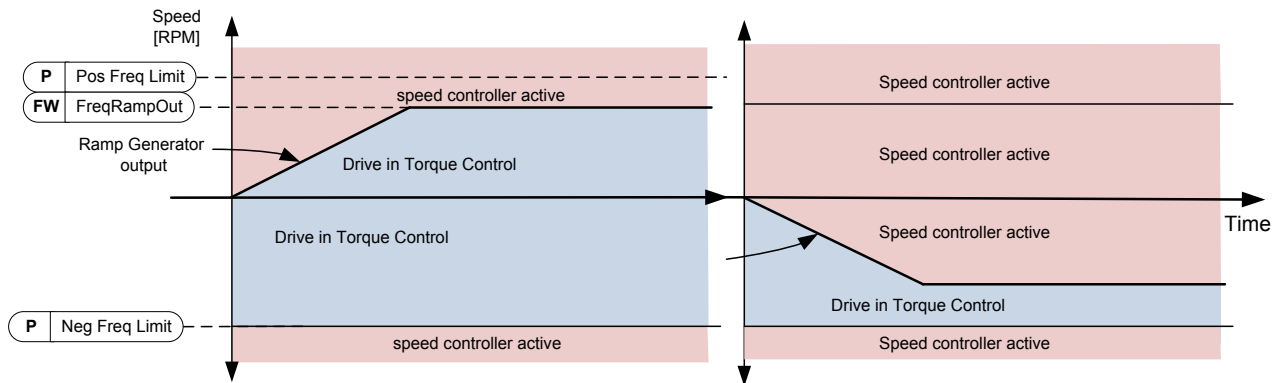 Speed
[RPM]
P Pos Freq Limit
FW FreqRampOut
Ramp Generator
output
speed controller active
Drive in Torque Control
Drive in Torque Control
P Neg Freq Limit
speed controller active
Speed controller active
Speed controller active
Speed controller active
Time
Drive in Torque Control
Speed controller active